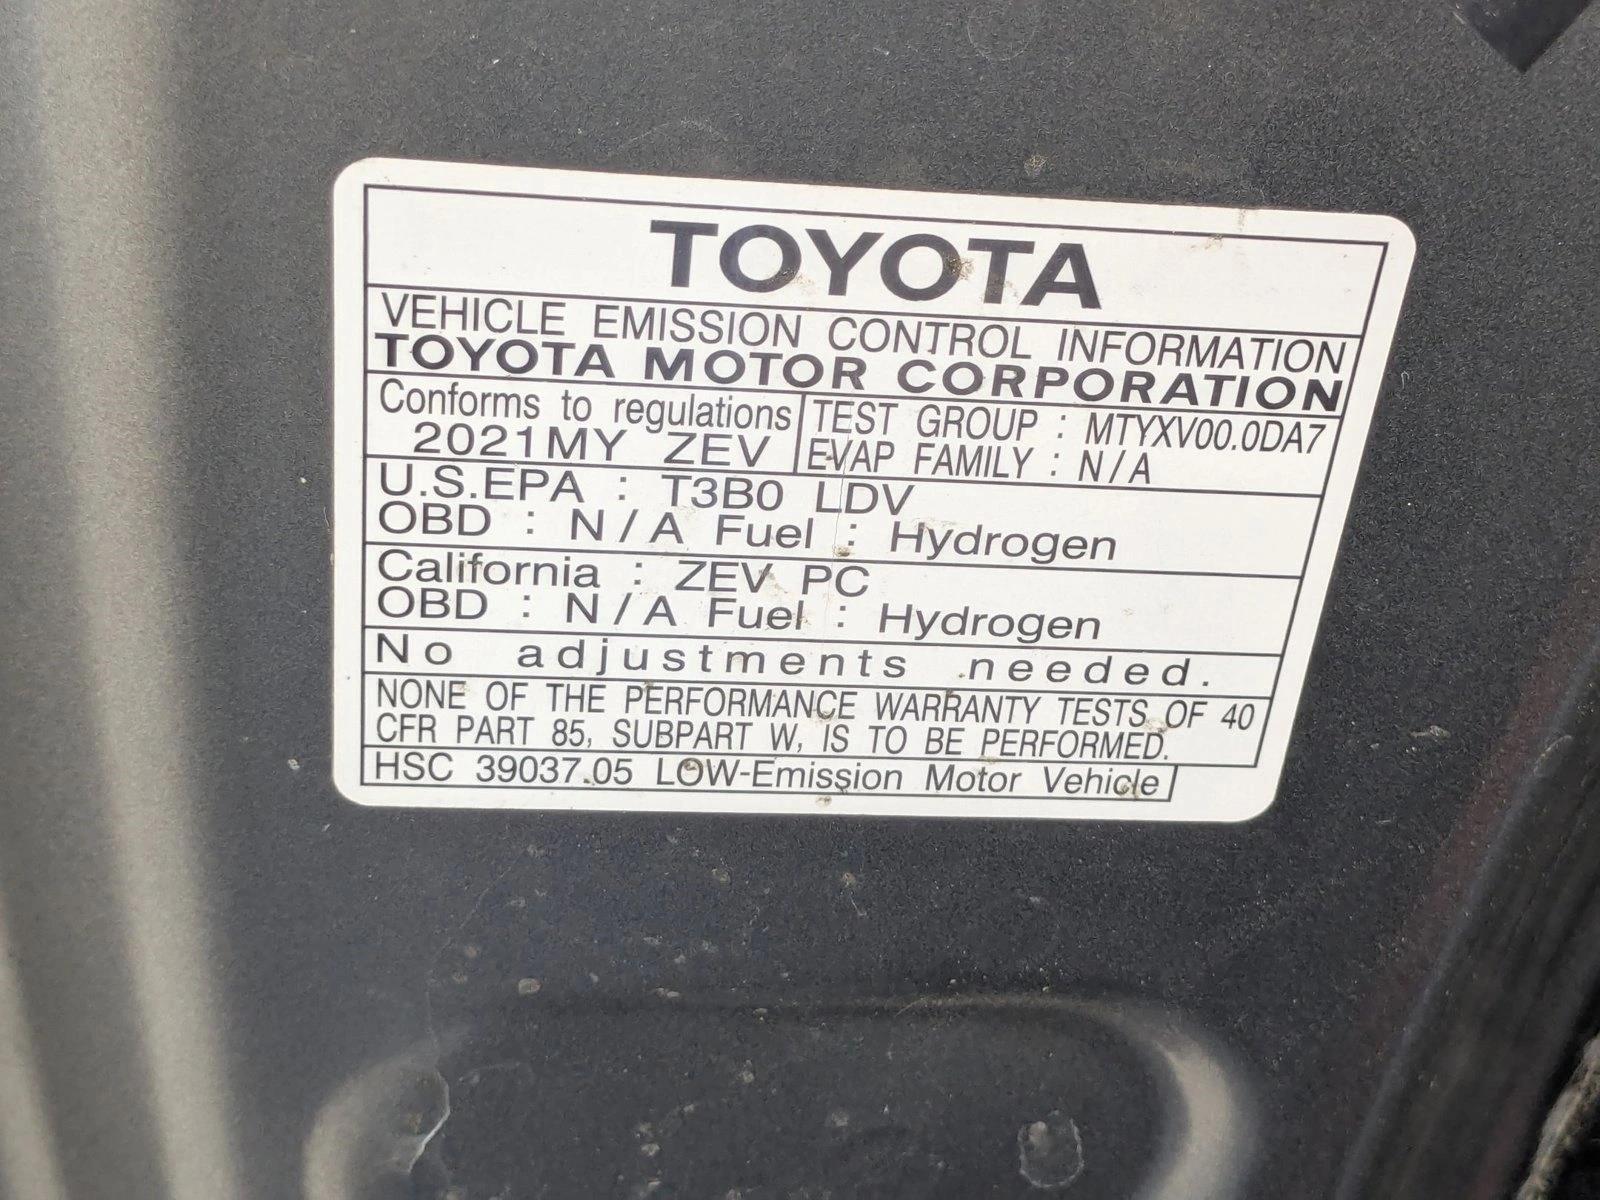 TOYOTA
VEHICLE EMISSION CONTROL INFORMATION
TOYOTA MOTOR CORPORATION
Conforms to regulations
2021MY ZEV
TEST GROUP : MTYXV00.0DA7
EVAP FAMILY : N/A
U.S.EPA : T3B0 LDV
OBD : N/A Fuel : Hydrogen
California : ZEV PC
OBD : N/A Fuel : Hydrogen
No adjustments needed.
NONE OF THE PERFORMANCE WARRANTY TESTS OF 40
CFR PART 85, SUBPART W, IS TO BE PERFORMED.
HSC 39037.05 LOW-Emission Motor Vehicle